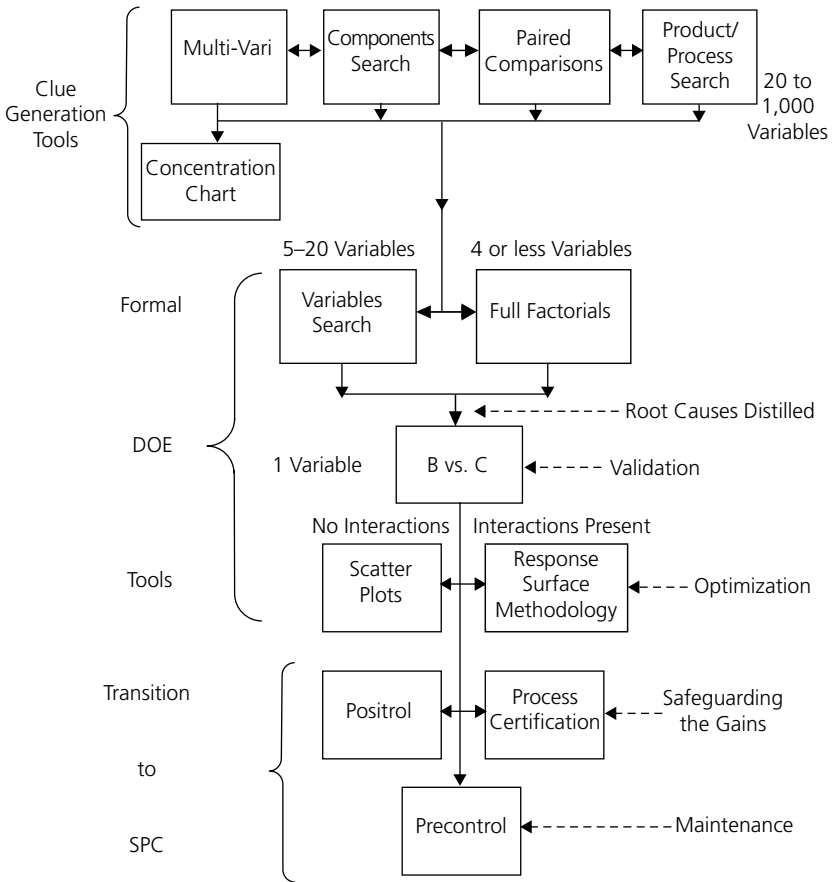 Multi-Vari
Components
Search
Paired
Comparisons
Product/
Process
Search
Clue
Generation
Tools
20 to
1,000
Variables
Concentration
Chart
5–20 Variables
4 or less Variables
Formal
Variables
Search
Full Factorials
Root Causes Distilled
DOE
1 Variable
B vs. C
Validation
No Interactions
Interactions Present
Tools
Scatter
Plots
Response
Surface
Methodology
Optimization
Transition
Positrol
Process
Certification
Safeguarding
the Gains
to
Precontrol
Maintenance
SPC